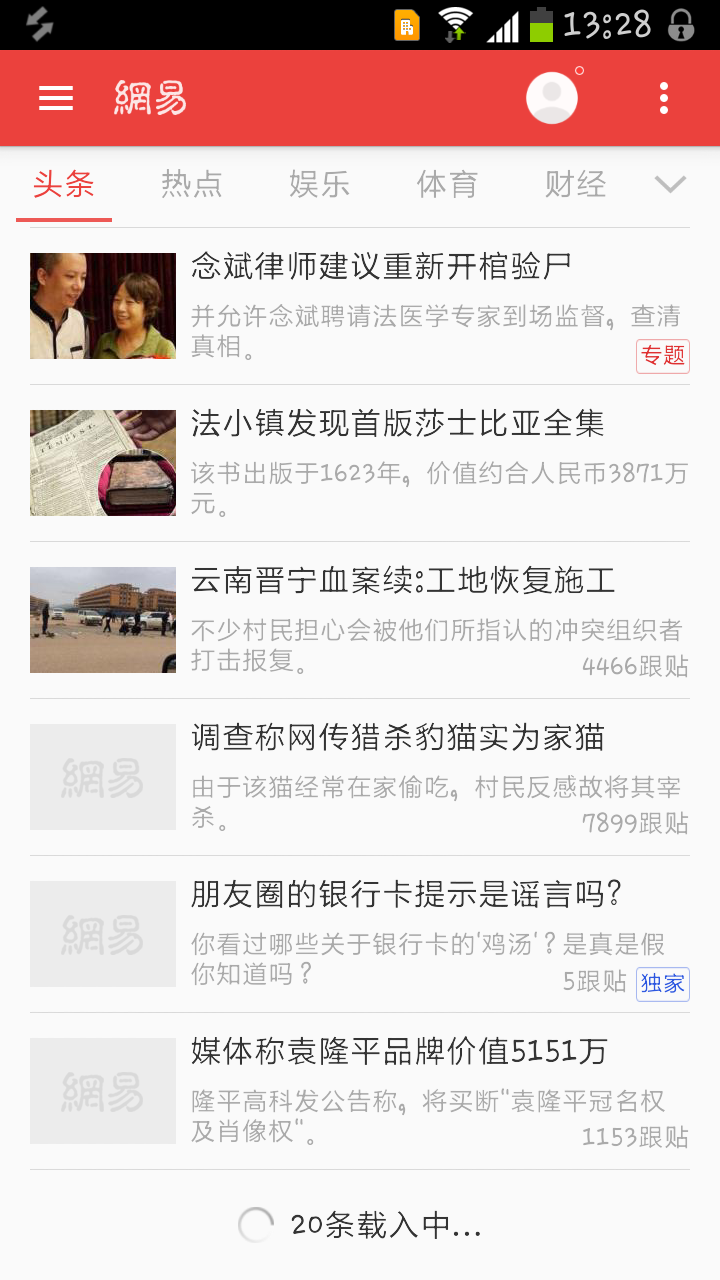 13:28
網易
头条 热点 娱乐 体育 财经
念斌律师建议重新开棺验尸
并允许念斌聘请法医学专家到场监督，查清
真相。
专题
法小镇发现首版莎士比亚全集
TEMPEST.
该书出版于1623年，价值约合人民币3871万
元。
云南晋宁血案续:工地恢复施工
不少村民担心会被他们所指认的冲突组织者
打击报复。
4466跟贴
调查称网传猎杀豹猫实为家猫
網易
由于该猫经常在家偷吃，村民反感故将其宰
杀。
7899跟贴
朋友圈的银行卡提示是谣言吗?
網易
你看过哪些关于银行卡的'鸡汤'？是真是假
你知道吗？
5跟贴 独家
媒体称袁隆平品牌价值5151万
網易
隆平高科发公告称，将买断"袁隆平冠名权
及肖像权"。
1153跟贴
20条载入中...